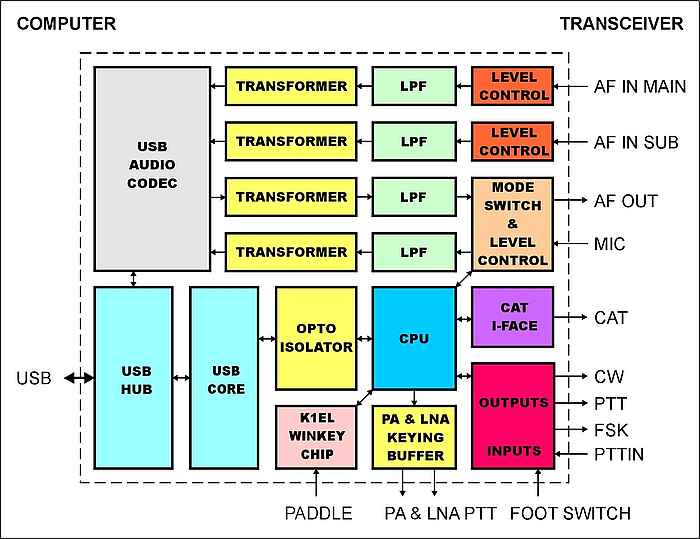 COMPUTER
TRANSCEIVER
USB
AUDIO
CODEC
TRANSFORMER
LPF
LEVEL
CONTROL
AF IN MAIN
TRANSFORMER
LPF
LEVEL
CONTROL
AF IN SUB
TRANSFORMER
LPF
MODE
SWITCH
&
LEVEL
CONTROL
AF OUT
TRANSFORMER
LPF
MIC
USB
USB
HUB
USB
CORE
OPTO
ISOLATOR
CPU
CAT
I-FACE
CAT
K1EL
WINKEY
CHIP
PA & LNA
KEYING
BUFFER
OUTPUTS
INPUTS
CW
PTT
FSK
PTTIN
PADDLE
PA & LNA PTT
FOOT SWITCH